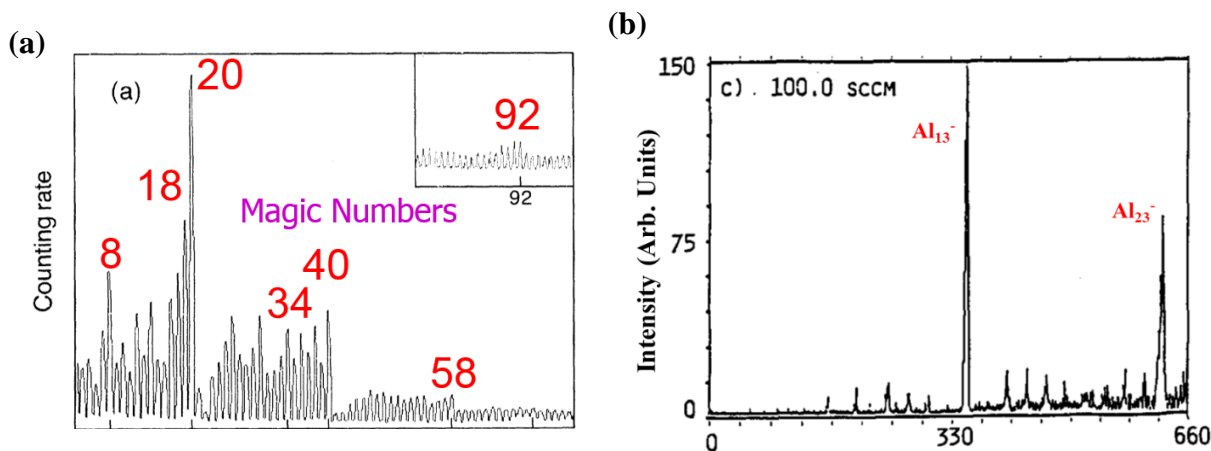 (a)
(a)
20
18
8
Magic Numbers
34
40
58
92
92
Counting rate
(b)
c) . 100.0 SCCM
Al₁₃⁻
Al₂₃⁻
150
75
0
Intensity (Arb. Units)
0
330
660